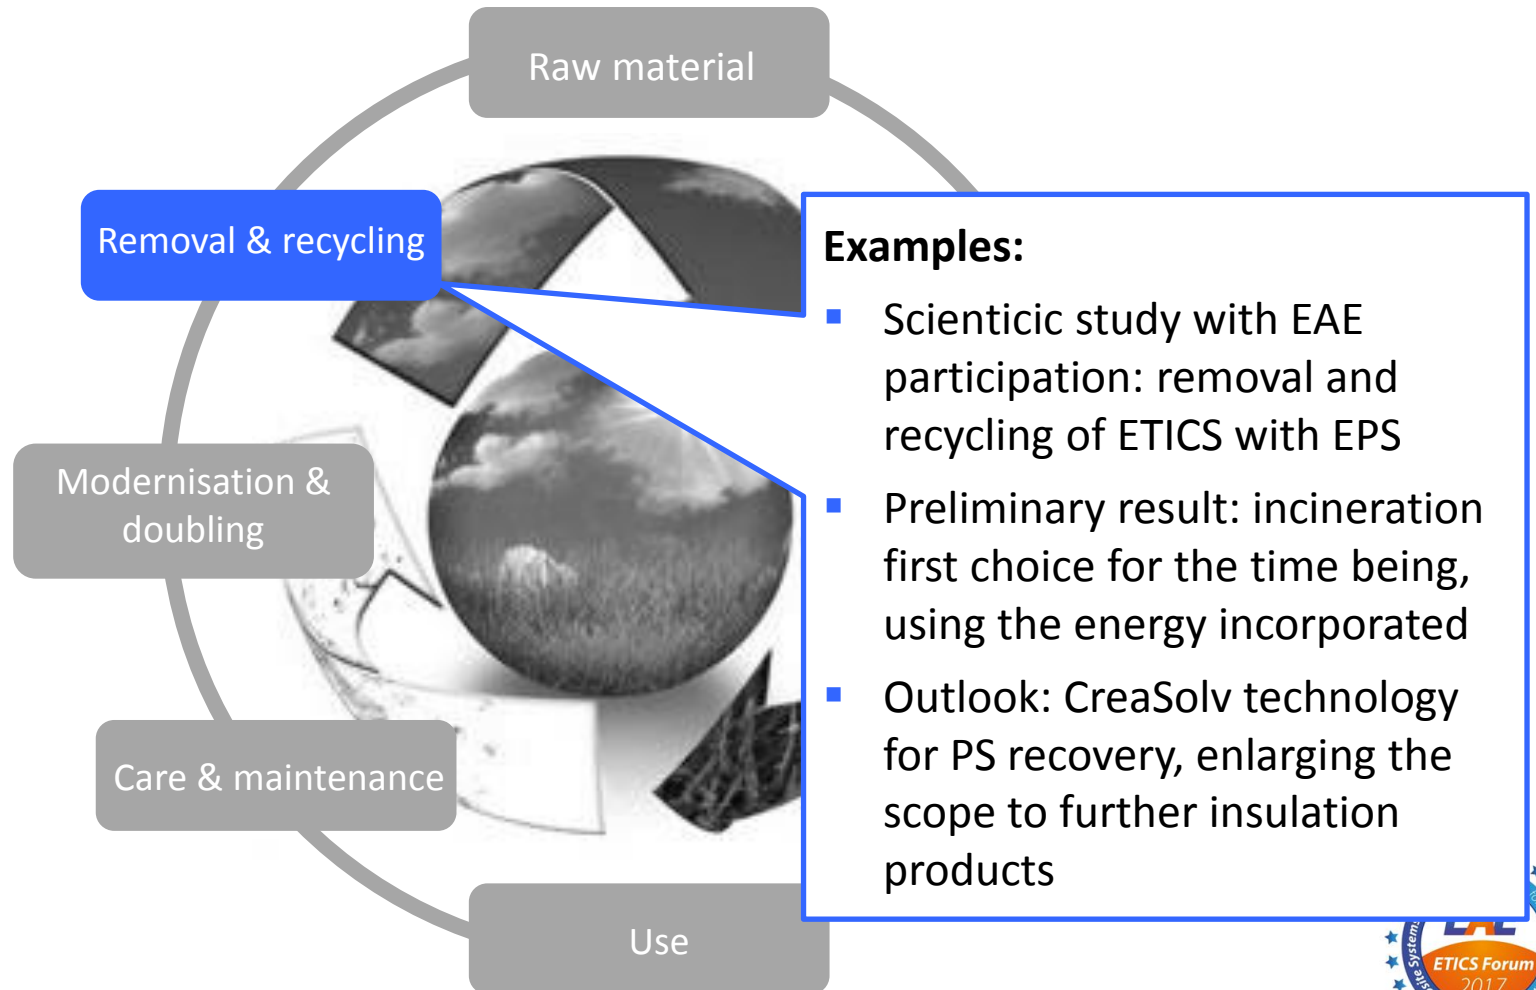 Raw material
Removal & recycling
Modernisation &
doubling
Care & maintenance
Use
Examples:
Scienticic study with EAE
participation: removal and
recycling of ETICS with EPS
Preliminary result: incineration
first choice for the time being,
using the energy incorporated
Outlook: CreaSolv technology
for PS recovery, enlarging the
scope to further insulation
products
ETICS Forum
2017